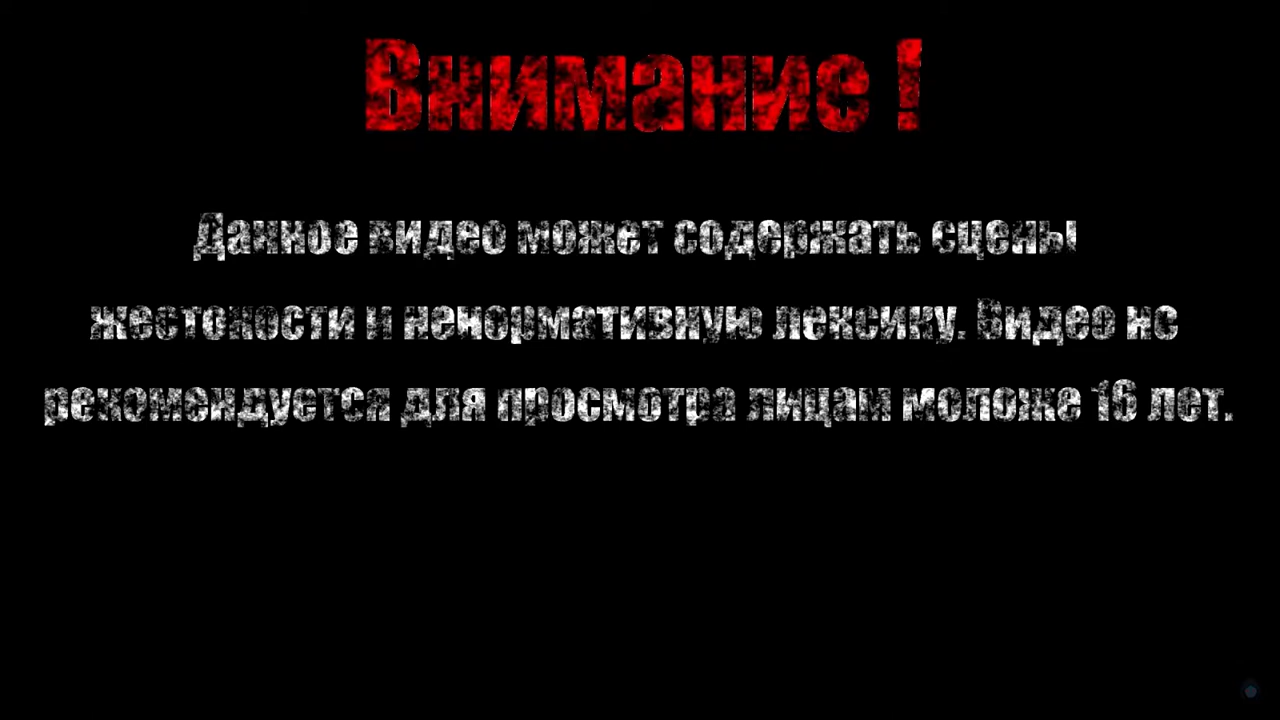 Внимание !
Данное видео может содержать сцены
жестокости и ненормативную лексику. Видео не
рекомендуется для просмотра лицам моложе 16 лет.